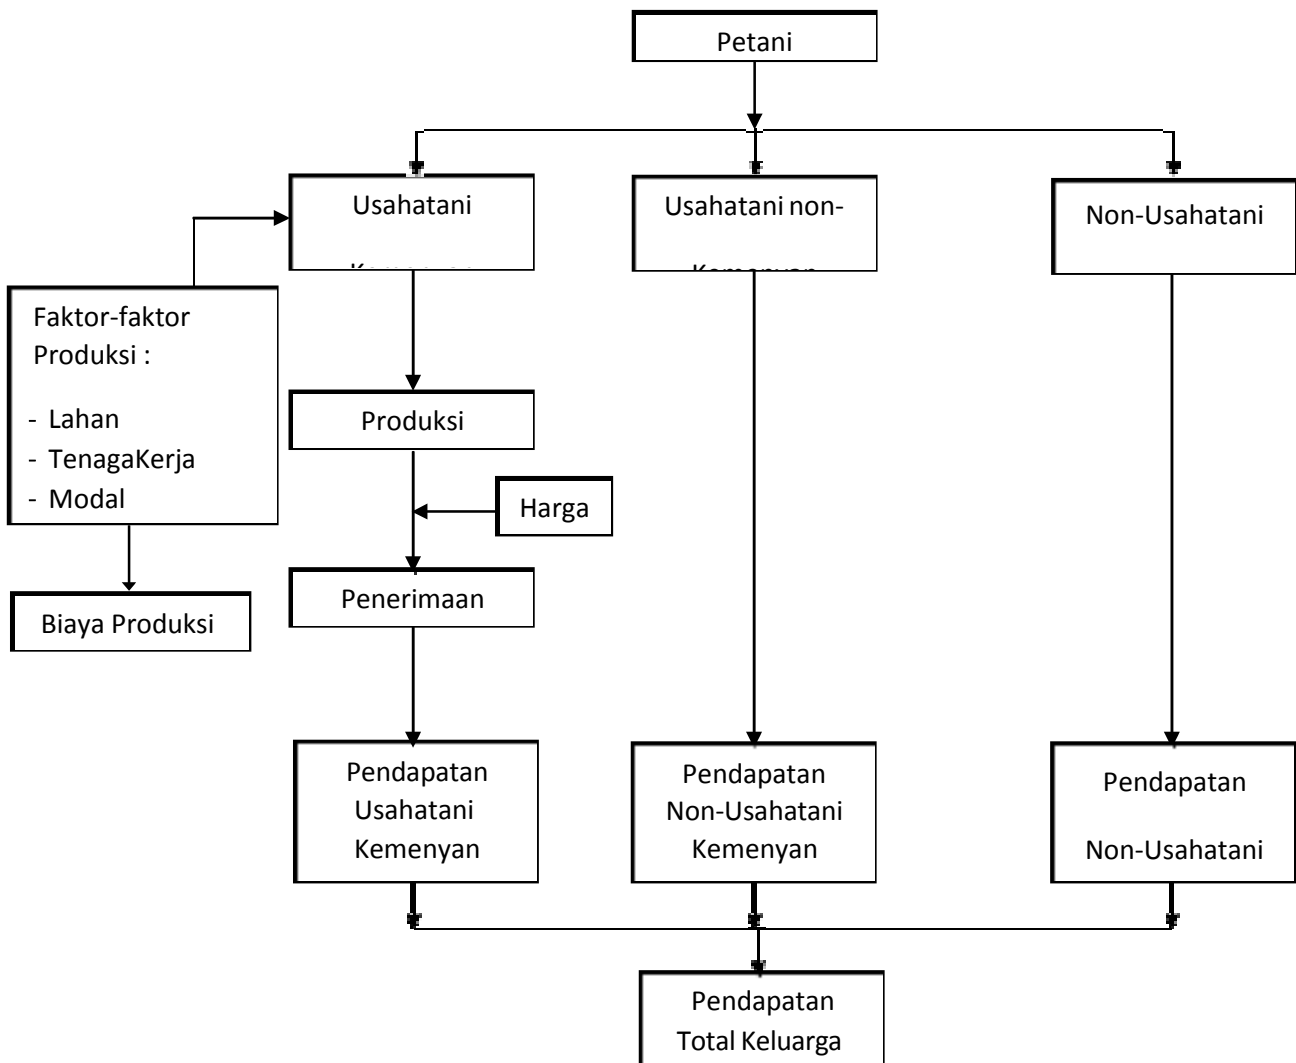 Petani
Usahatani
Usahatani non-
Non-Usahatani
Faktor-faktor
Produksi :
- Lahan
- TenagaKerja
- Modal
Produksi
Harga
Penerimaan
Biaya Produksi
Pendapatan
Usahatani
Kemenyan
Pendapatan
Non-Usahatani
Kemenyan
Pendapatan
Non-Usahatani
Pendapatan
Total Keluarga